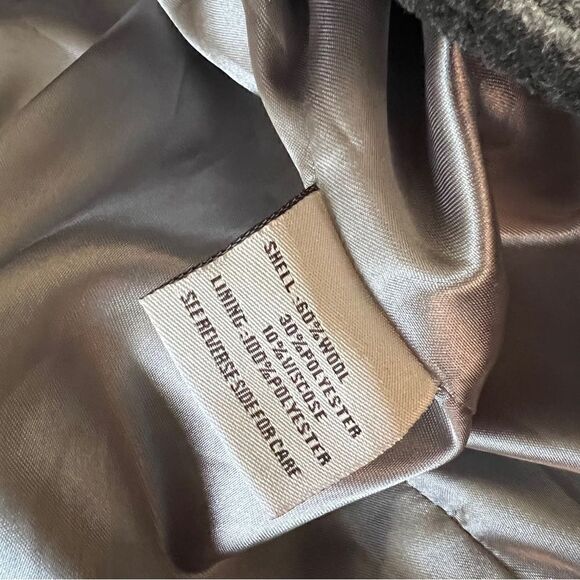 SHELL:-60%WOOL
30%POLYESTER
10%VISCOSE
LINING:-100%POLYESTER
SEE REVERSE SIDE FOR CARE